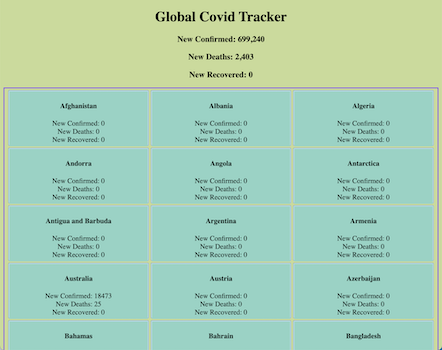 Global Covid Tracker
New Confirmed: 699,240
New Deaths: 2,403
New Recovered: 0
Afghanistan
New Confirmed: 0
New Deaths: 0
New Recovered: 0
Albania
New Confirmed: 0
New Deaths: 0
New Recovered: 0
Algeria
New Confirmed: 0
New Deaths: 0
New Recovered: 0
Andorra
New Confirmed: 0
New Deaths: 0
New Recovered: 0
Angola
New Confirmed: 0
New Deaths: 0
New Recovered: 0
Antarctica
New Confirmed: 0
New Deaths: 0
New Recovered: 0
Antigua and Barbuda
New Confirmed: 0
New Deaths: 0
New Recovered: 0
Argentina
New Confirmed: 0
New Deaths: 0
New Recovered: 0
Armenia
New Confirmed: 0
New Deaths: 0
New Recovered: 0
Australia
New Confirmed: 18473
New Deaths: 25
New Recovered: 0
Austria
New Confirmed: 0
New Deaths: 0
New Recovered: 0
Azerbaijan
New Confirmed: 0
New Deaths: 0
New Recovered: 0
Bahamas
Bahrain
Bangladesh